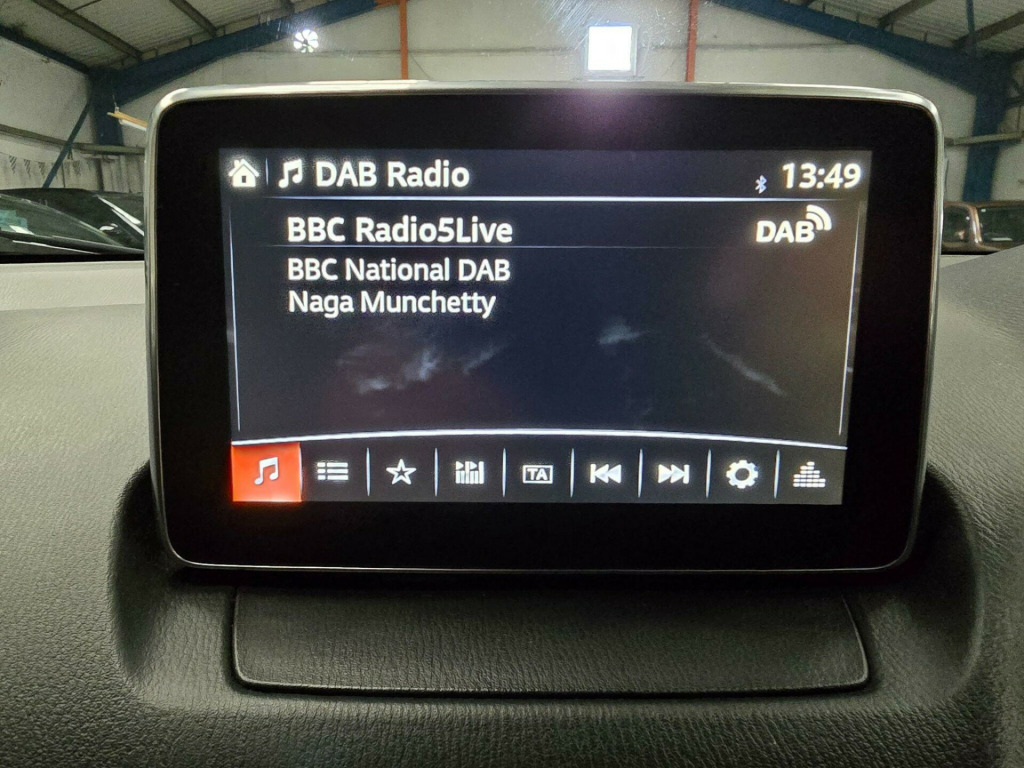 DAB Radio
13:49
BBC Radio5Live
DAB
BBC National DAB
Naga Munchetty
TA